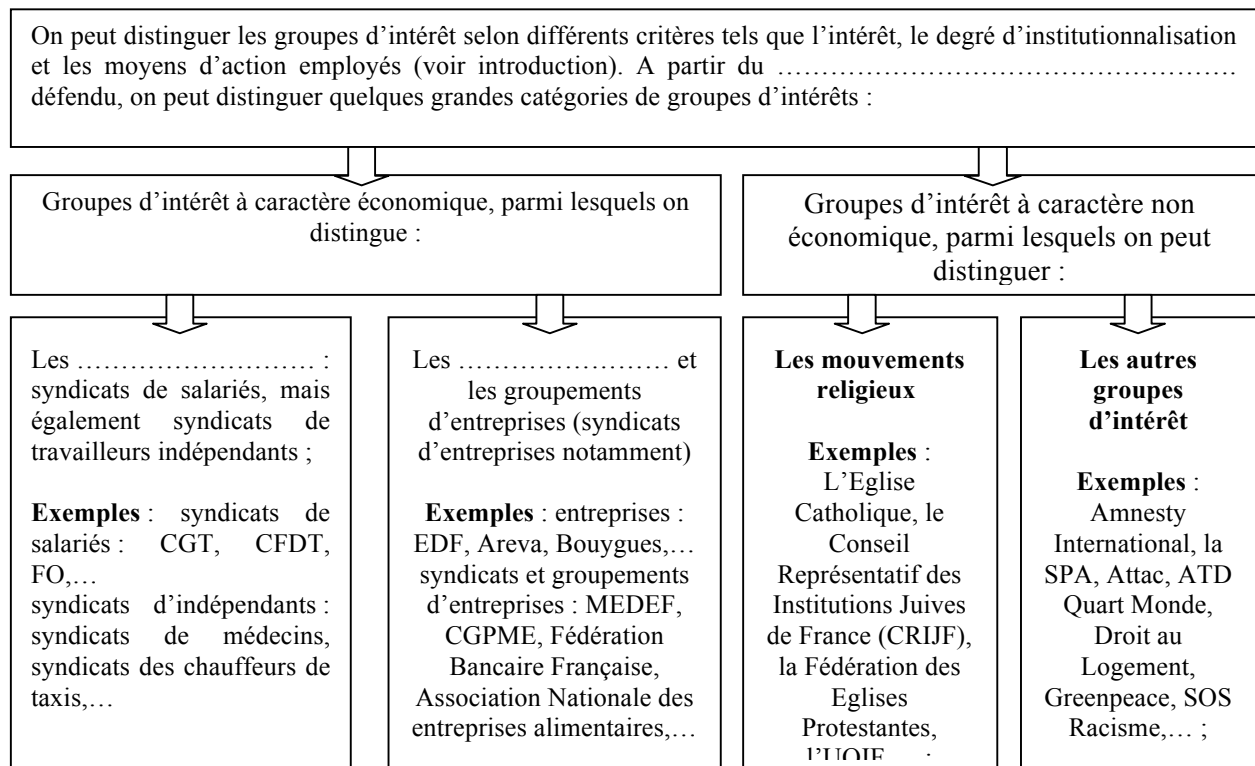 On peut distinguer les groupes d’intérêt selon différents critères tels que l’intérêt, le degré d’institutionnalisation
et les moyens d’action employés (voir introduction). A partir du ……………………………………………….
défendu, on peut distinguer quelques grandes catégories de groupes d’intérêts :
Groupes d’intérêt à caractère économique, parmi lesquels on
distingue :
Groupes d’intérêt à caractère non
économique, parmi lesquels on peut
distinguer :
Les ………………………. :
syndicats de salariés, mais
également syndicats de
travailleurs indépendants ;
Exemples : syndicats de
salariés : CGT, CFDT,
FO,…
syndicats d’indépendants :
syndicats de médecins,
syndicats des chauffeurs de
taxis,…
Les …………………… et
les groupements
d’entreprises (syndicats
d’entreprises notamment)
Exemples : entreprises :
EDF, Areva, Bouygues,…
syndicats et groupements
d’entreprises : MEDEF,
CGPME, Fédération
Bancaire Française,
Association Nationale des
entreprises alimentaires,…
Les mouvements
religieux
Exemples :
L’Eglise
Catholique, le
Conseil
Représentatif des
Institutions Juives
de France (CRIJF),
la Fédération des
Eglises
Protestantes,
l’UOIF,… ;
Les autres
groupes
d’intérêt
Exemples :
Amnesty
International, la
SPA, Attac, ATD
Quart Monde,
Droit au
Logement,
Greenpeace, SOS
Racisme,… ;